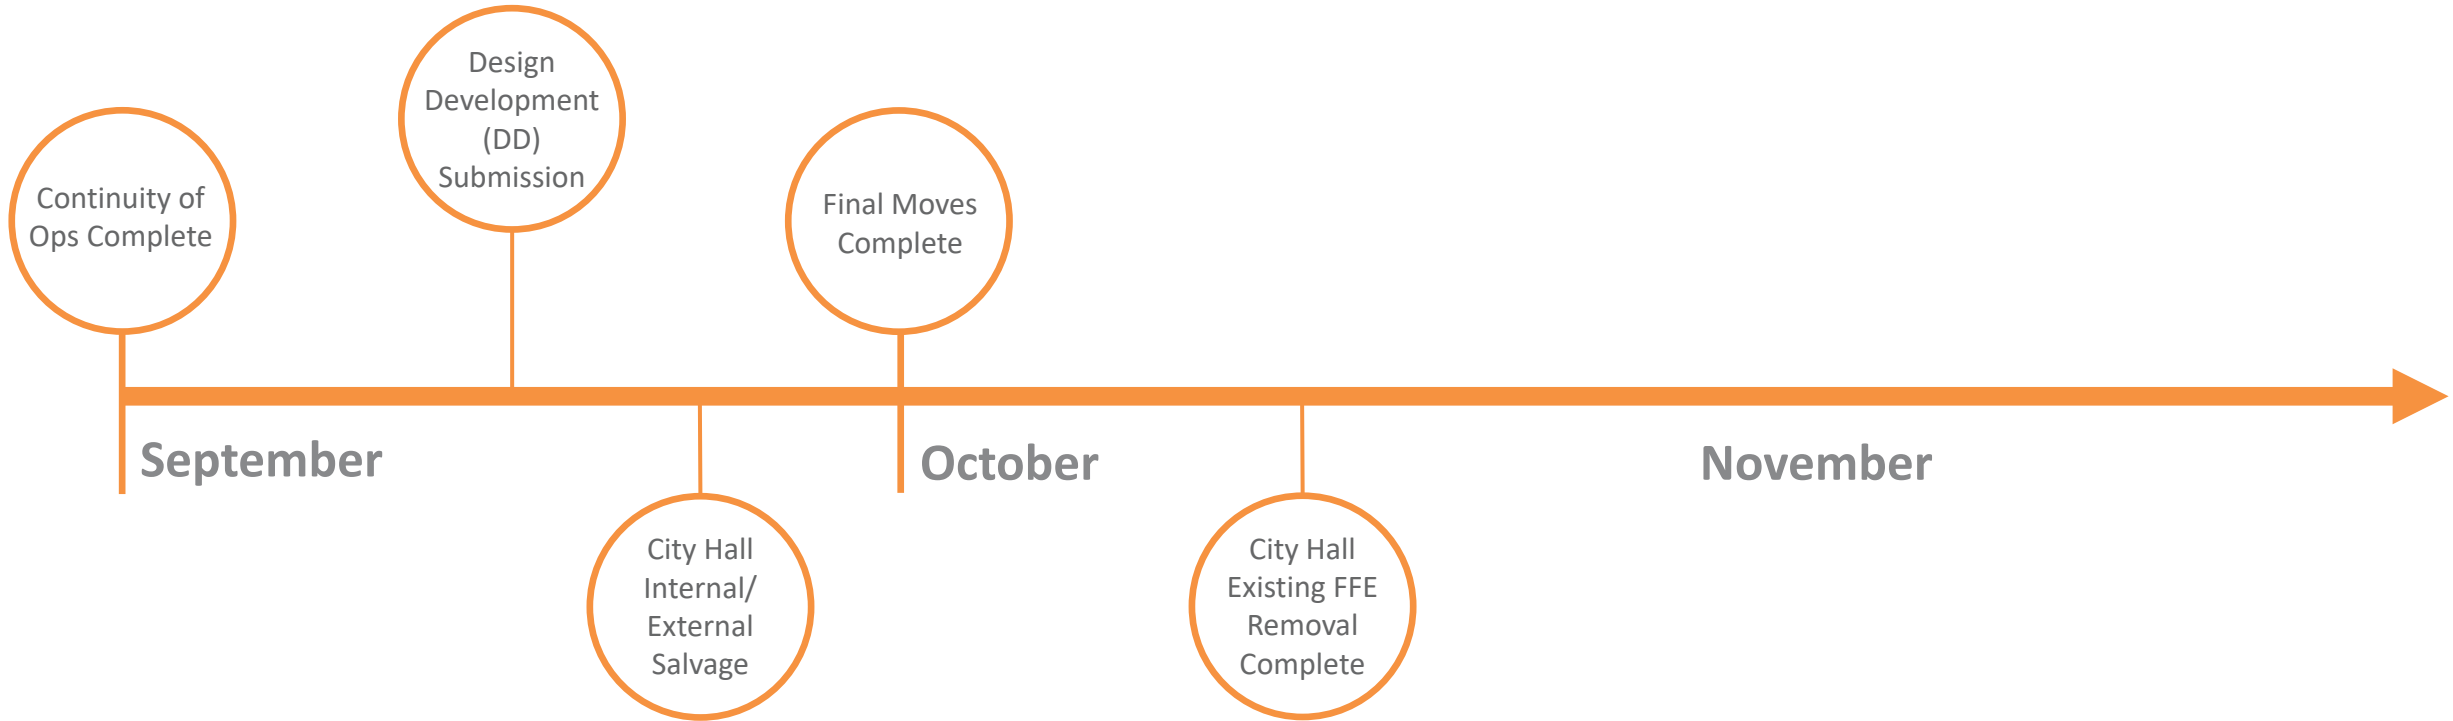 Design
Development
(DD)
Submission
Continuity of
Ops Complete
Final Moves
Complete
September
October
November
City Hall
Internal/
External
Salvage
City Hall
Existing FFE
Removal
Complete